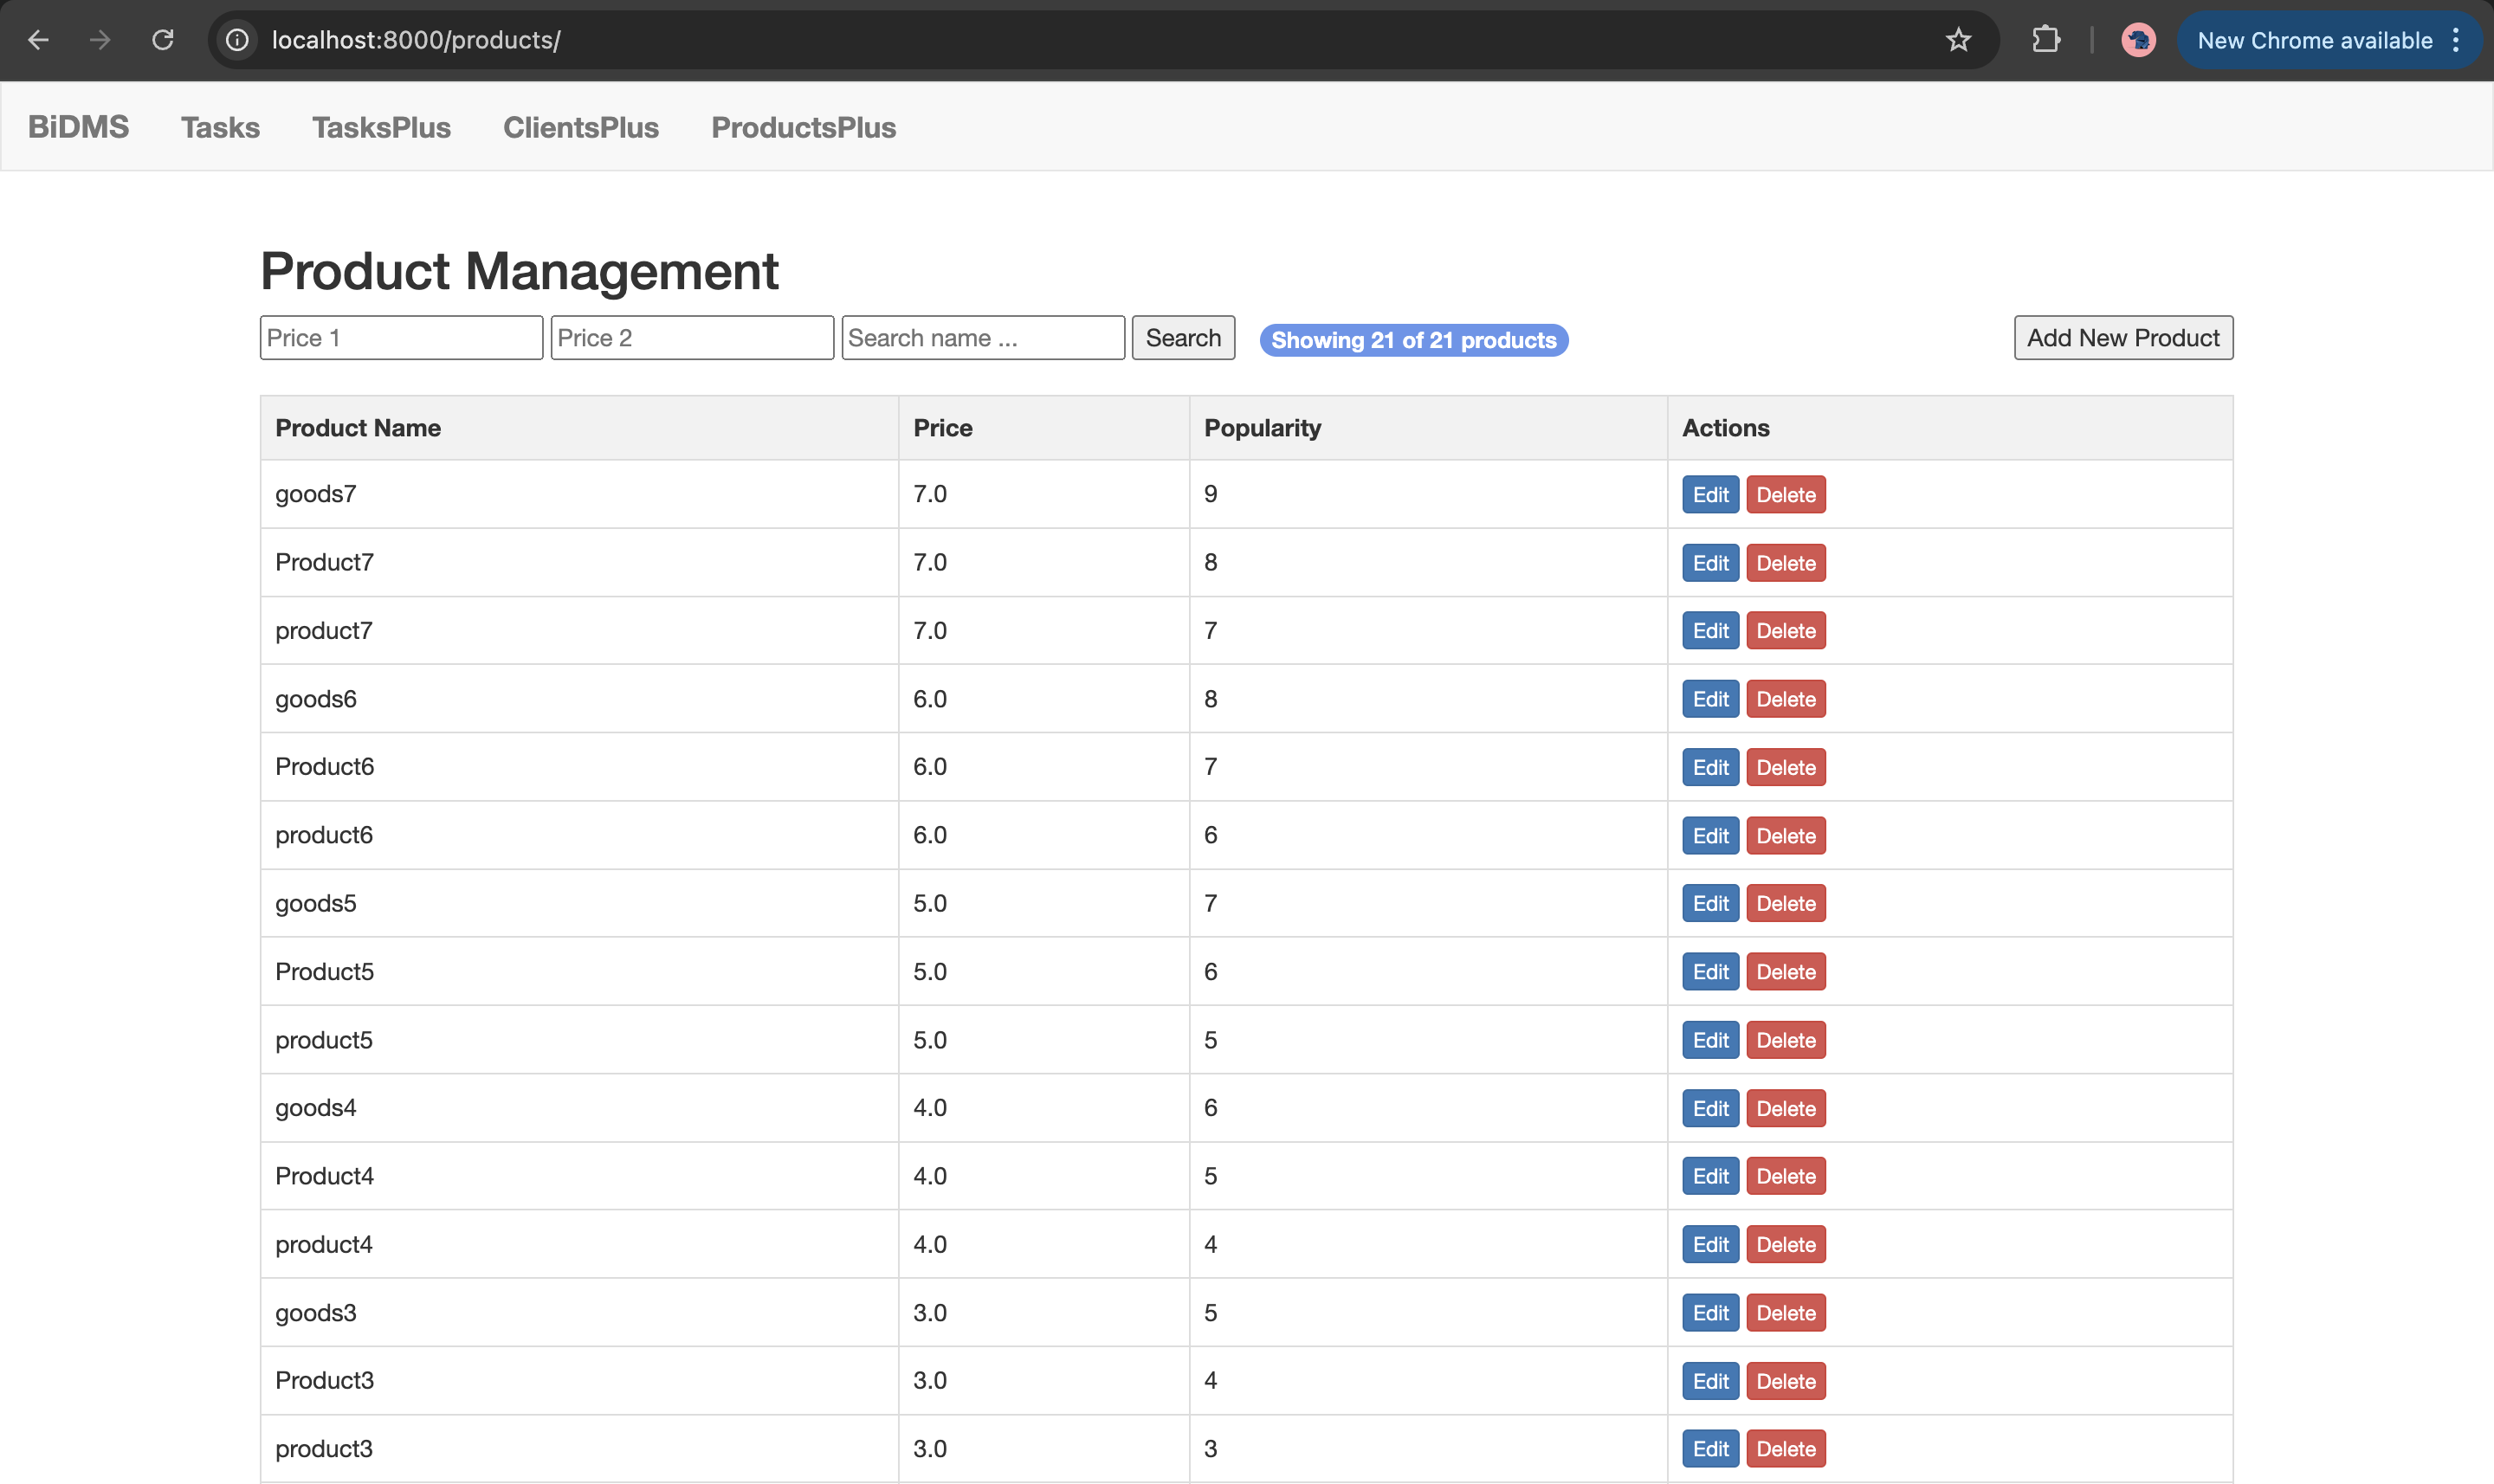 localhost:8000/products/
New Chrome available
BiDMS Tasks TasksPlus ClientsPlus ProductsPlus
Product Management
Price 1 Price 2 Search name ... Search Showing 21 of 21 products Add New Product
Product Name Price Popularity Actions
goods7 7.0 9 Edit Delete
Product7 7.0 8 Edit Delete
product7 7.0 7 Edit Delete
goods6 6.0 8 Edit Delete
Product6 6.0 7 Edit Delete
product6 6.0 6 Edit Delete
goods5 5.0 7 Edit Delete
Product5 5.0 6 Edit Delete
product5 5.0 5 Edit Delete
goods4 4.0 6 Edit Delete
Product4 4.0 5 Edit Delete
product4 4.0 4 Edit Delete
goods3 3.0 5 Edit Delete
Product3 3.0 4 Edit Delete
product3 3.0 3 Edit Delete